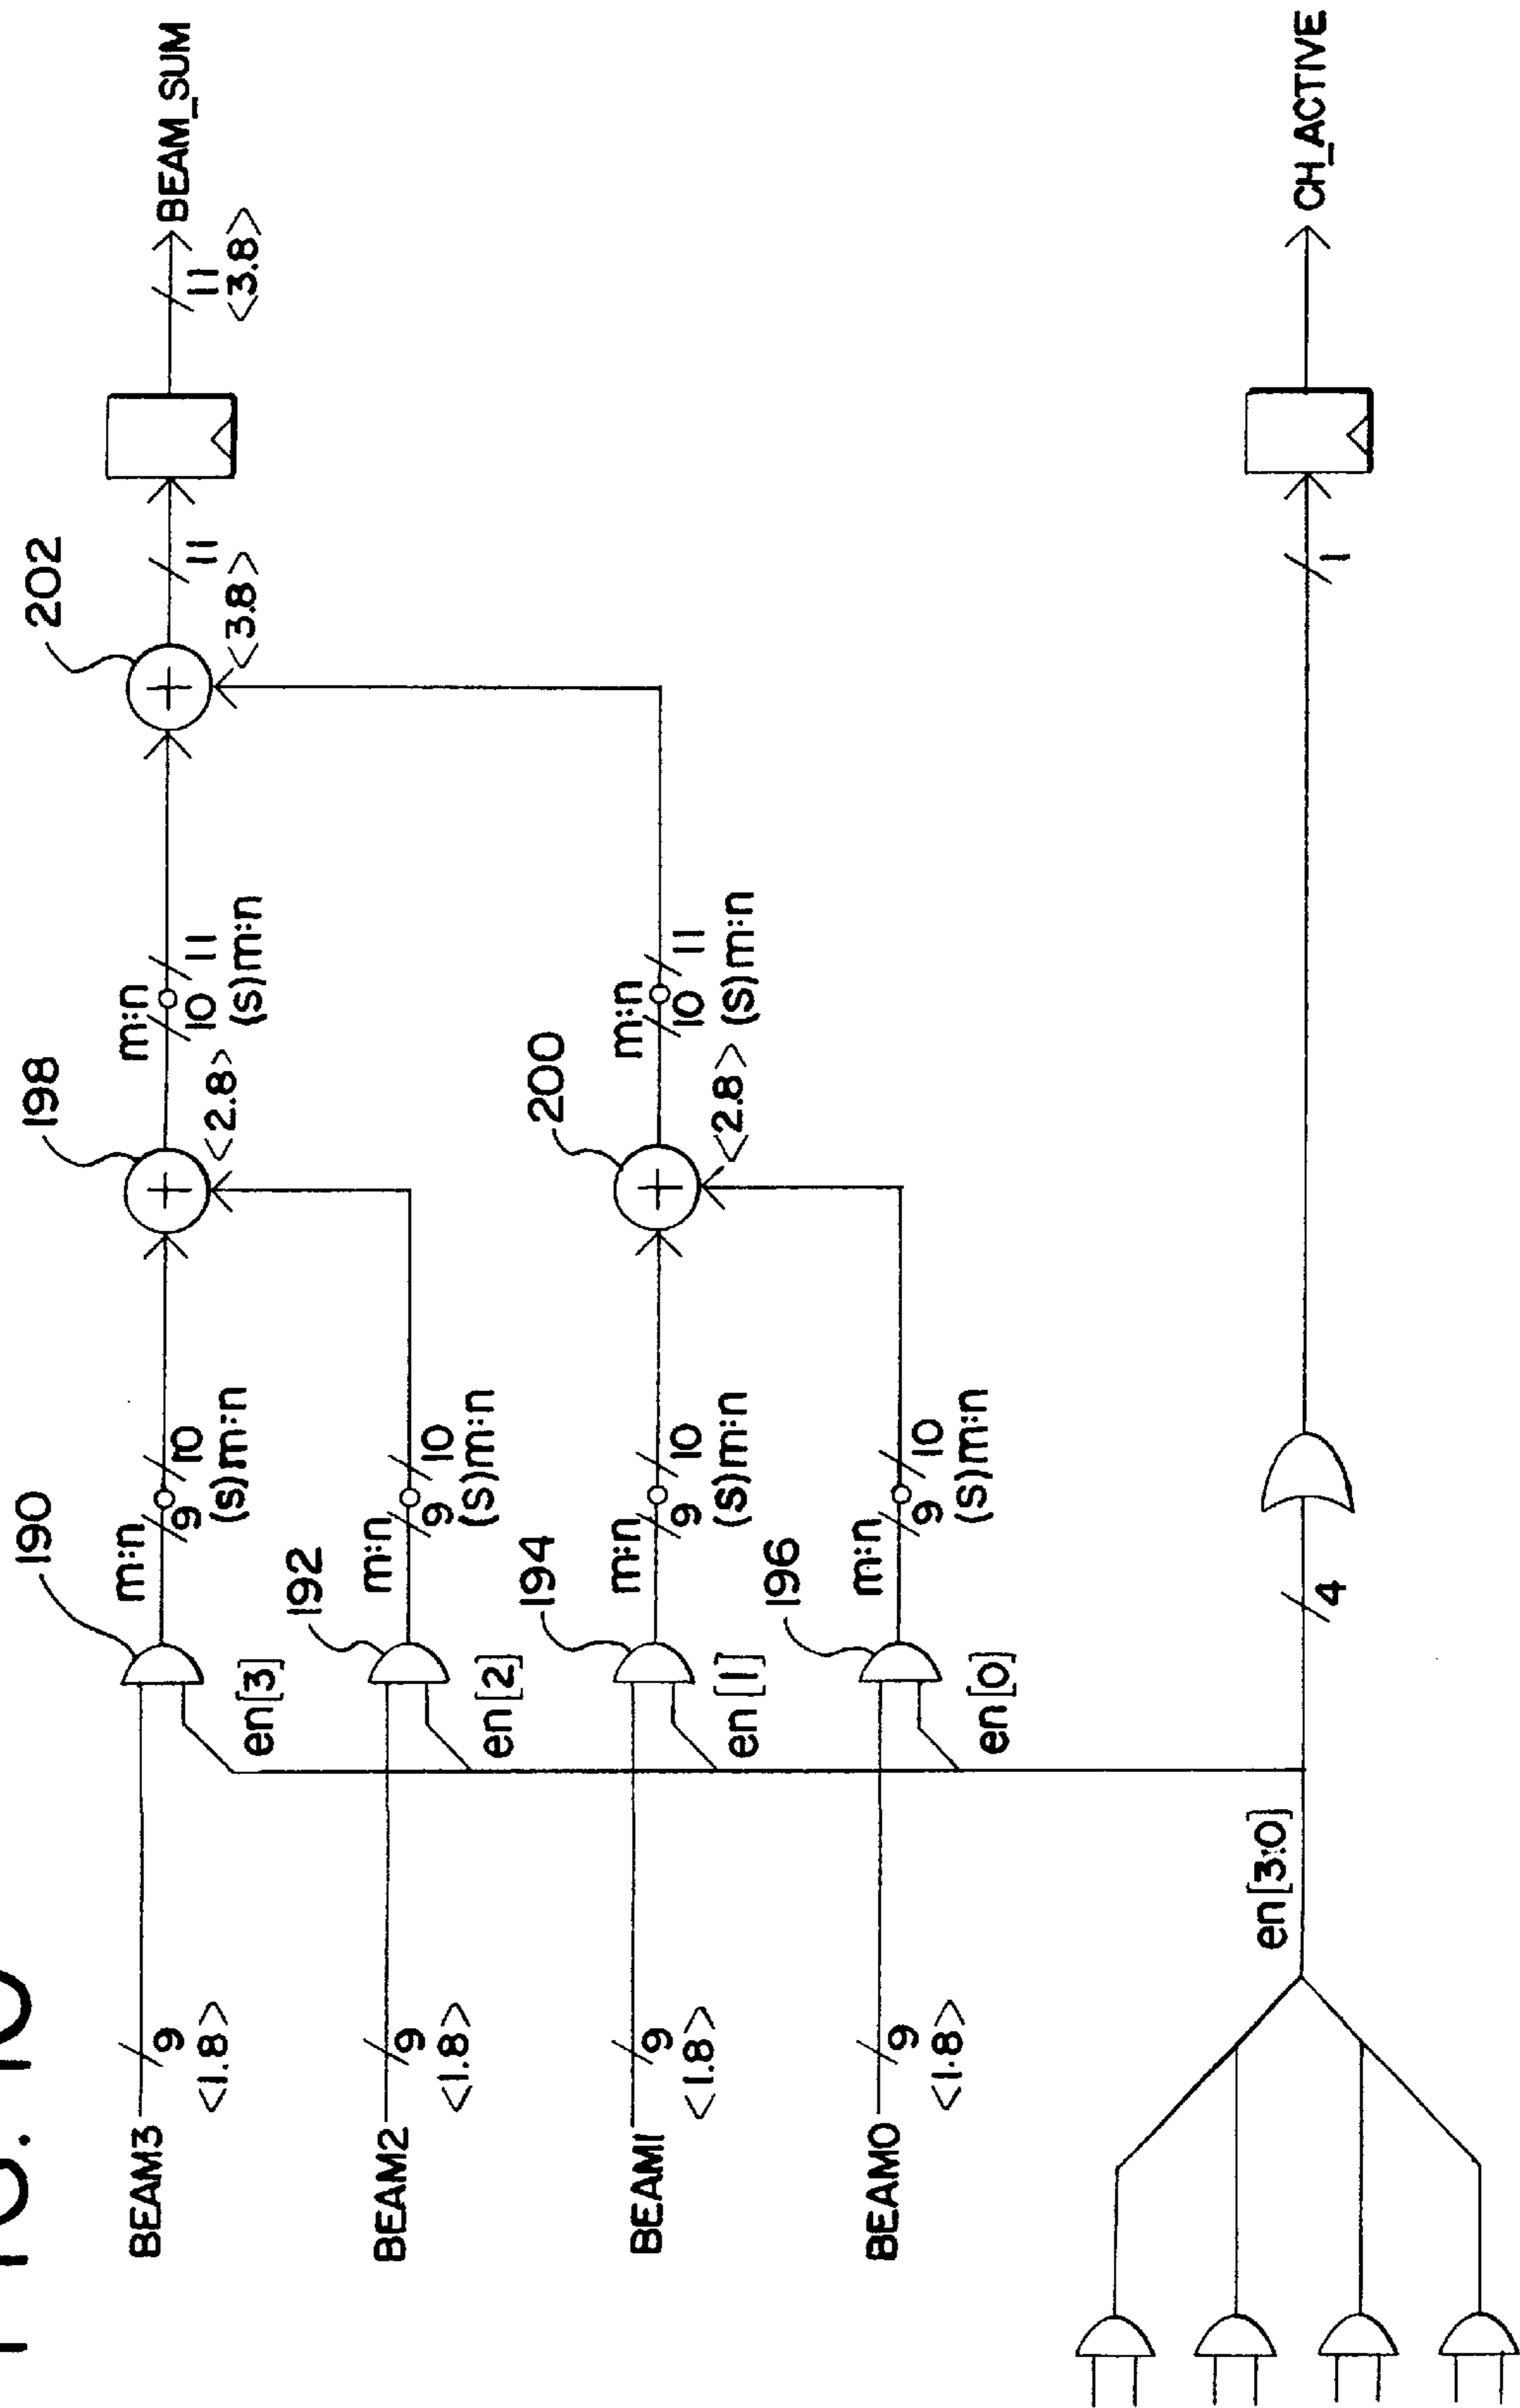 190
m:n
9
10
(s)m:n
198
<2.8>
m:n
10
11
(s)m:n
202
<3.8>
11
11
<3.8>
BEAM_SUM
BEAM3
9
<1.8>
en[3]
192
m:n
9
10
(s)m:n
BEAM2
9
<1.8>
en[2]
194
m:n
9
10
(s)m:n
200
<2.8>
m:n
10
11
(s)m:n
BEAM1
9
<1.8>
en[1]
196
m:n
9
10
(s)m:n
BEAM0
9
<1.8>
en[0]
en[3:0]
4
1
CH_ACTIVE